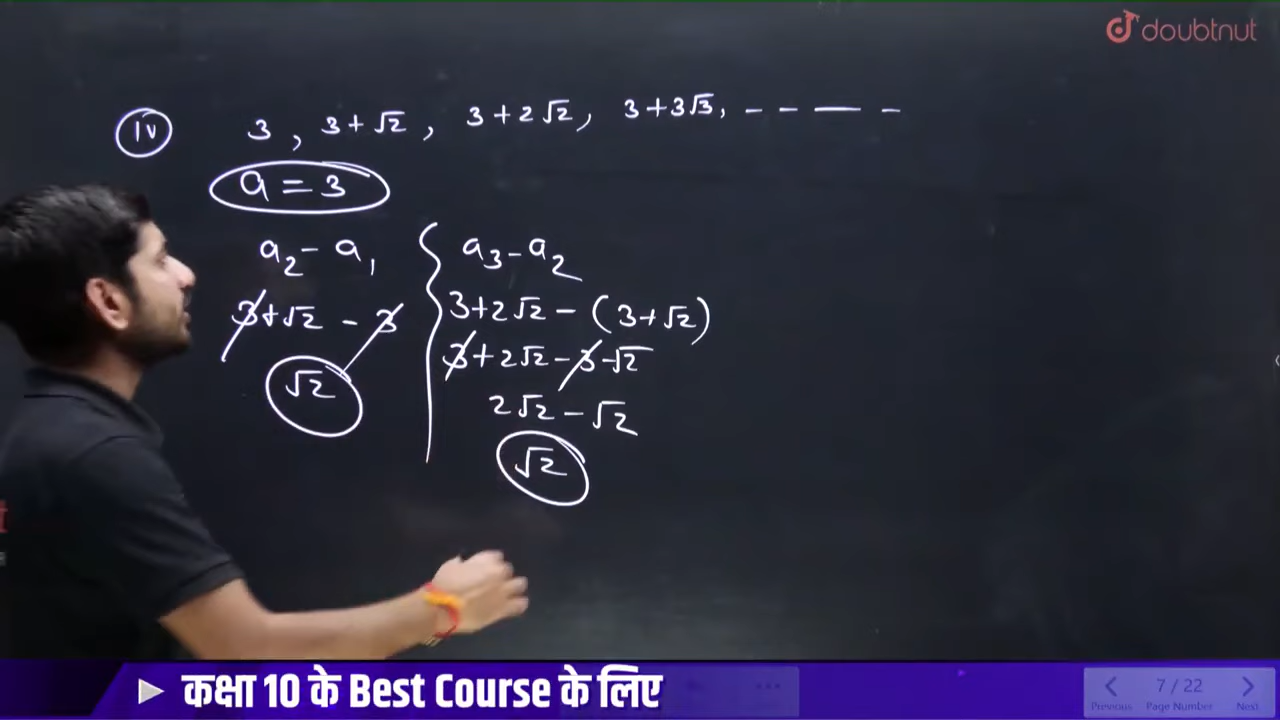 doubtnut
(iv) 3, 3+√2, 3+2√2, 3+3√3, - - — -
a = 3
a₂ - a₁
3+√2 - 3
√2
a₃ - a₂
3+2√2 - (3+√2)
3+2√2 - 3 - √2
2√2 - √2
√2
कक्षा 10 के Best Course के लिए
7 / 22
Previous Page Number Next